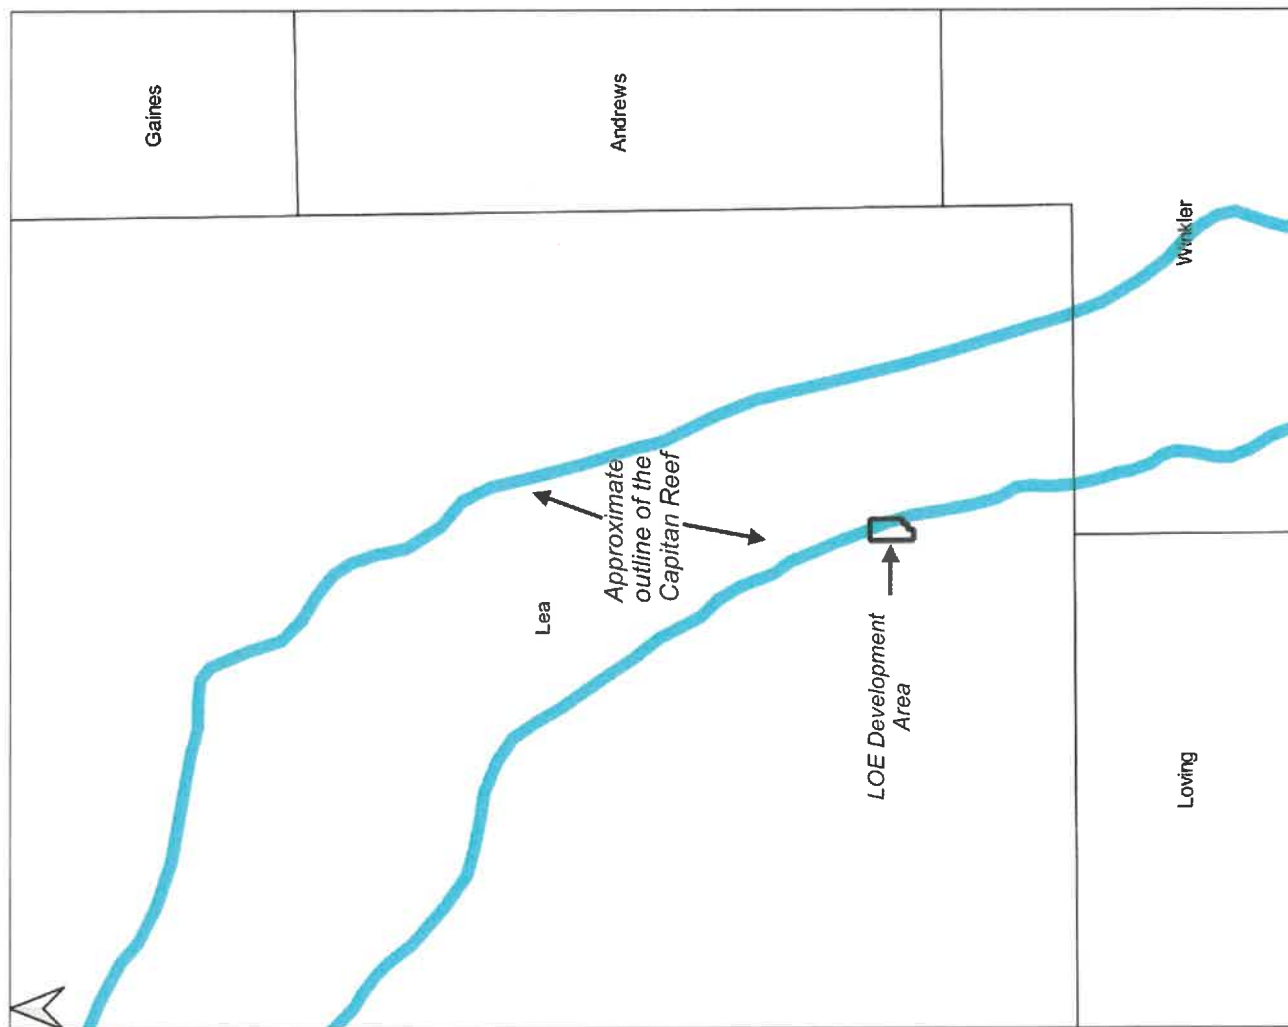 Gaines
Andrews
Winkler
Lea
Approximate
outline of the
Capitan Reef
LOE Development
Area
Loving